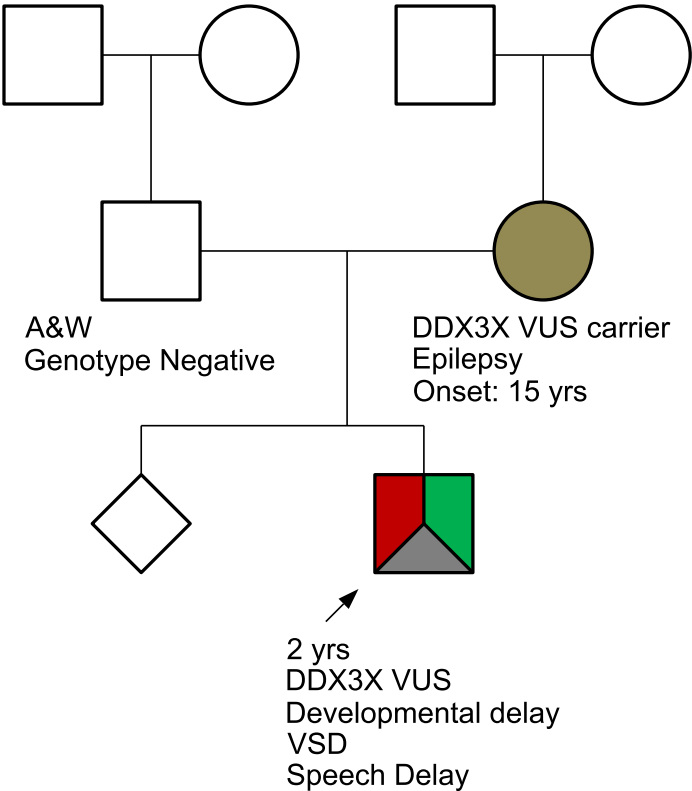 A&W
Genotype Negative
DDX3X VUS carrier
Epilepsy
Onset: 15 yrs
2 yrs
DDX3X VUS
Developmental delay
VSD
Speech Delay